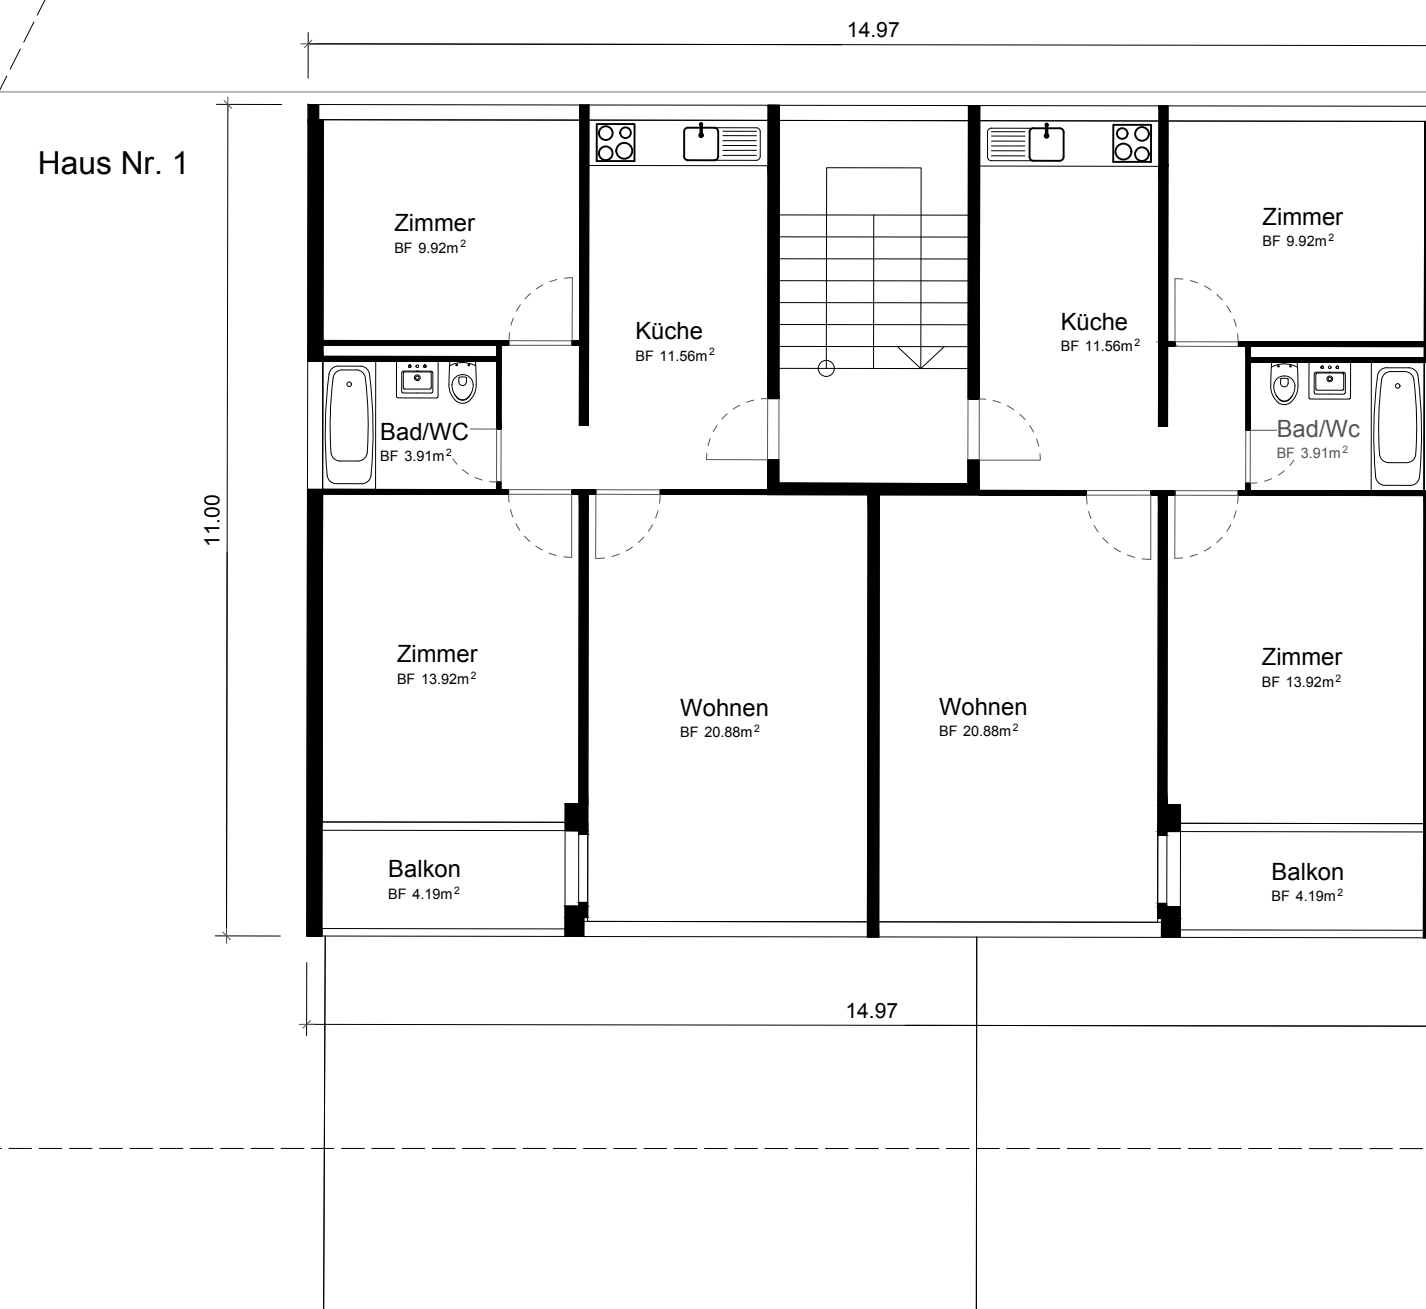 14.97
Haus Nr. 1
Zimmer
BF 9.92m²
Zimmer
BF 9.92m²
Küche
BF 11.56m²
Küche
BF 11.56m²
Bad/WC
BF 3.91m²
Bad/Wc
BF 3.91m²
11.00
Zimmer
BF 13.92m²
Zimmer
BF 13.92m²
Wohnen
BF 20.88m²
Wohnen
BF 20.88m²
Balkon
BF 4.19m²
Balkon
BF 4.19m²
14.97